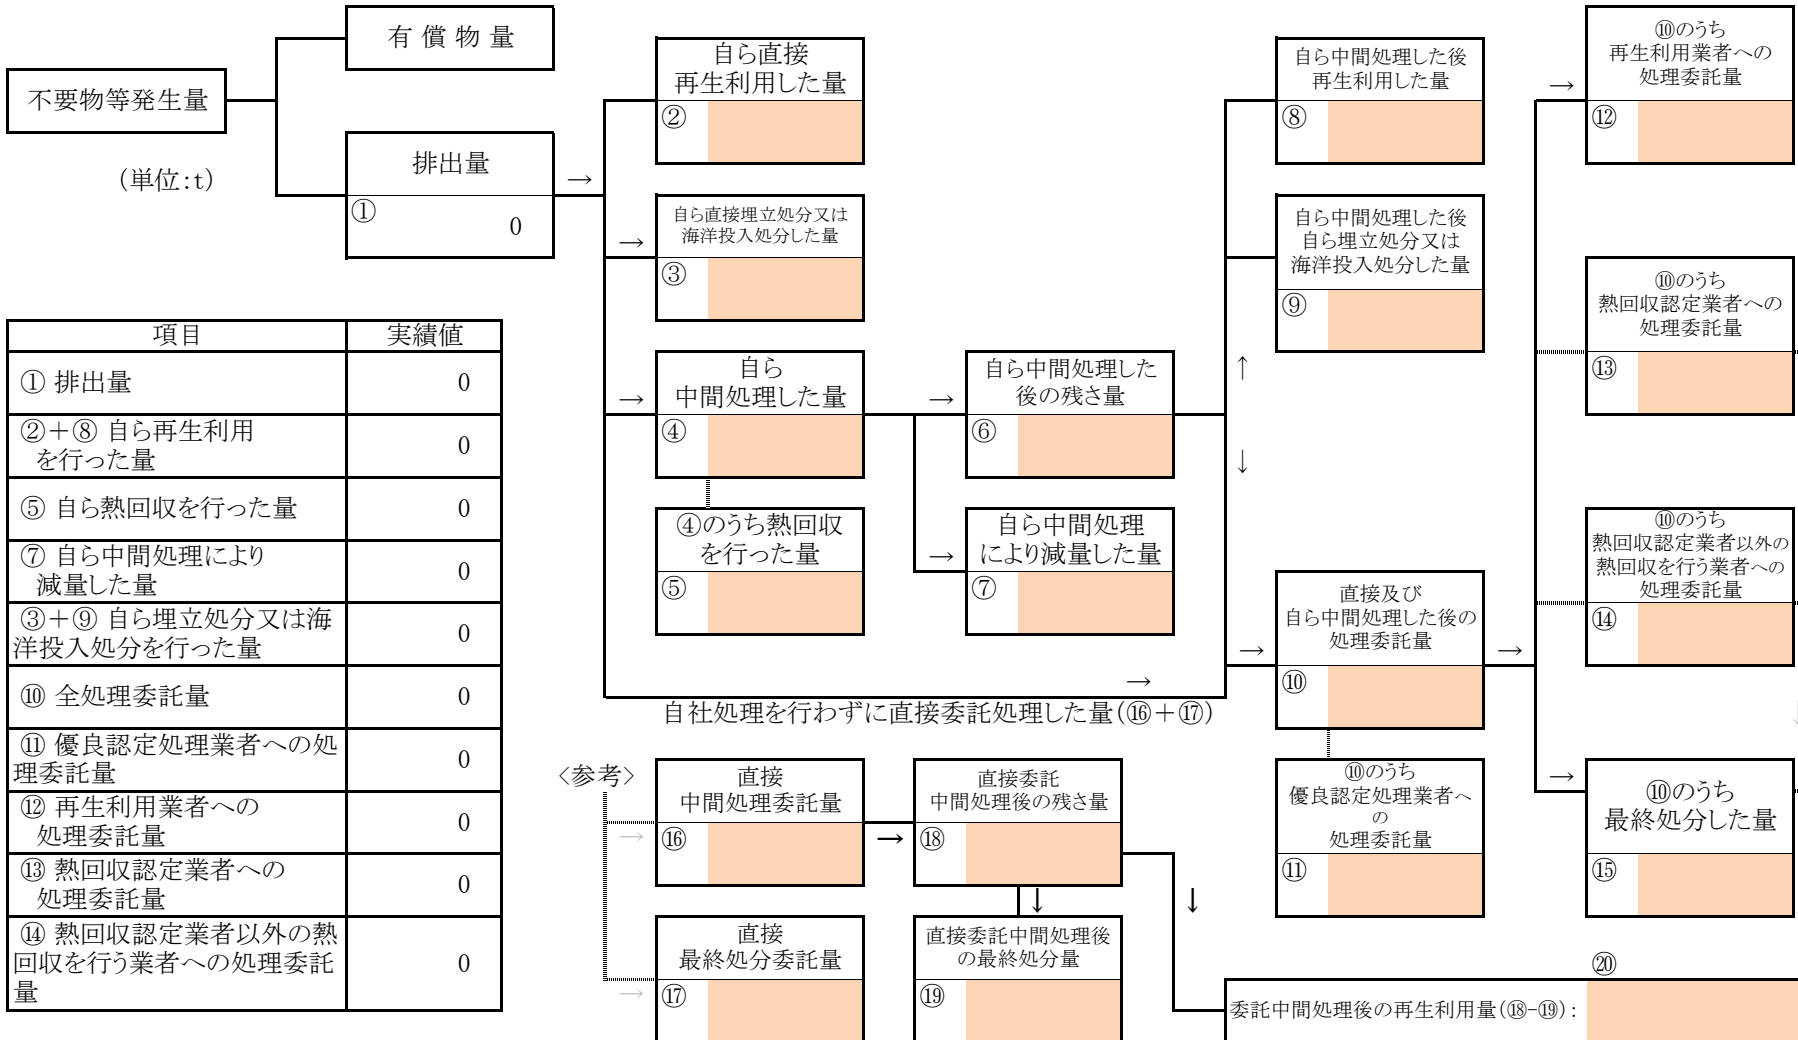 不要物等発生量
(単位:t)
有 償 物 量
排出量
①
0
→
自ら直接
再生利用した量
②
→
自ら直接埋立処分又は
海洋投入処分した量
③
→
自ら
中間処理した量
④
④のうち熱回収
を行った量
⑤
→
自ら中間処理した
後の残さ量
⑥
→
自ら中間処理
により減量した量
⑦
自ら中間処理した後
再生利用した量
⑧
自ら中間処理した後
自ら埋立処分又は
海洋投入処分した量
⑨
↑
↓
→
直接及び
自ら中間処理した後の
処理委託量
⑩
→
自社処理を行わずに直接委託処理した量(⑯+⑰)
⑩のうち
優良認定処理業者へ
の
処理委託量
⑪
→
→
⑩のうち
再生利用業者への
処理委託量
⑫
⑩のうち
熱回収認定業者への
処理委託量
⑬
⑩のうち
熱回収認定業者以外の
熱回収を行う業者への
処理委託量
⑭
→
⑩のうち
最終処分した量
⑮
項目 実績値
① 排出量 0
②+⑧ 自ら再生利用
を行った量 0
⑤ 自ら熱回収を行った量 0
⑦ 自ら中間処理により
減量した量 0
③+⑨ 自ら埋立処分又は海
洋投入処分を行った量 0
⑩ 全処理委託量 0
⑪ 優良認定処理業者への処
理委託量 0
⑫ 再生利用業者への
処理委託量 0
⑬ 熱回収認定業者への
処理委託量 0
⑭ 熱回収認定業者以外の熱
回収を行う業者への処理委託
量 0
<参考>
→
直接
中間処理委託量
⑯
→
直接委託
中間処理後の残さ量
⑱
↓
↓
→
直接
最終処分委託量
⑰
直接委託中間処理後
の最終処分量
⑲
⑳
委託中間処理後の再生利用量(⑱-⑲):